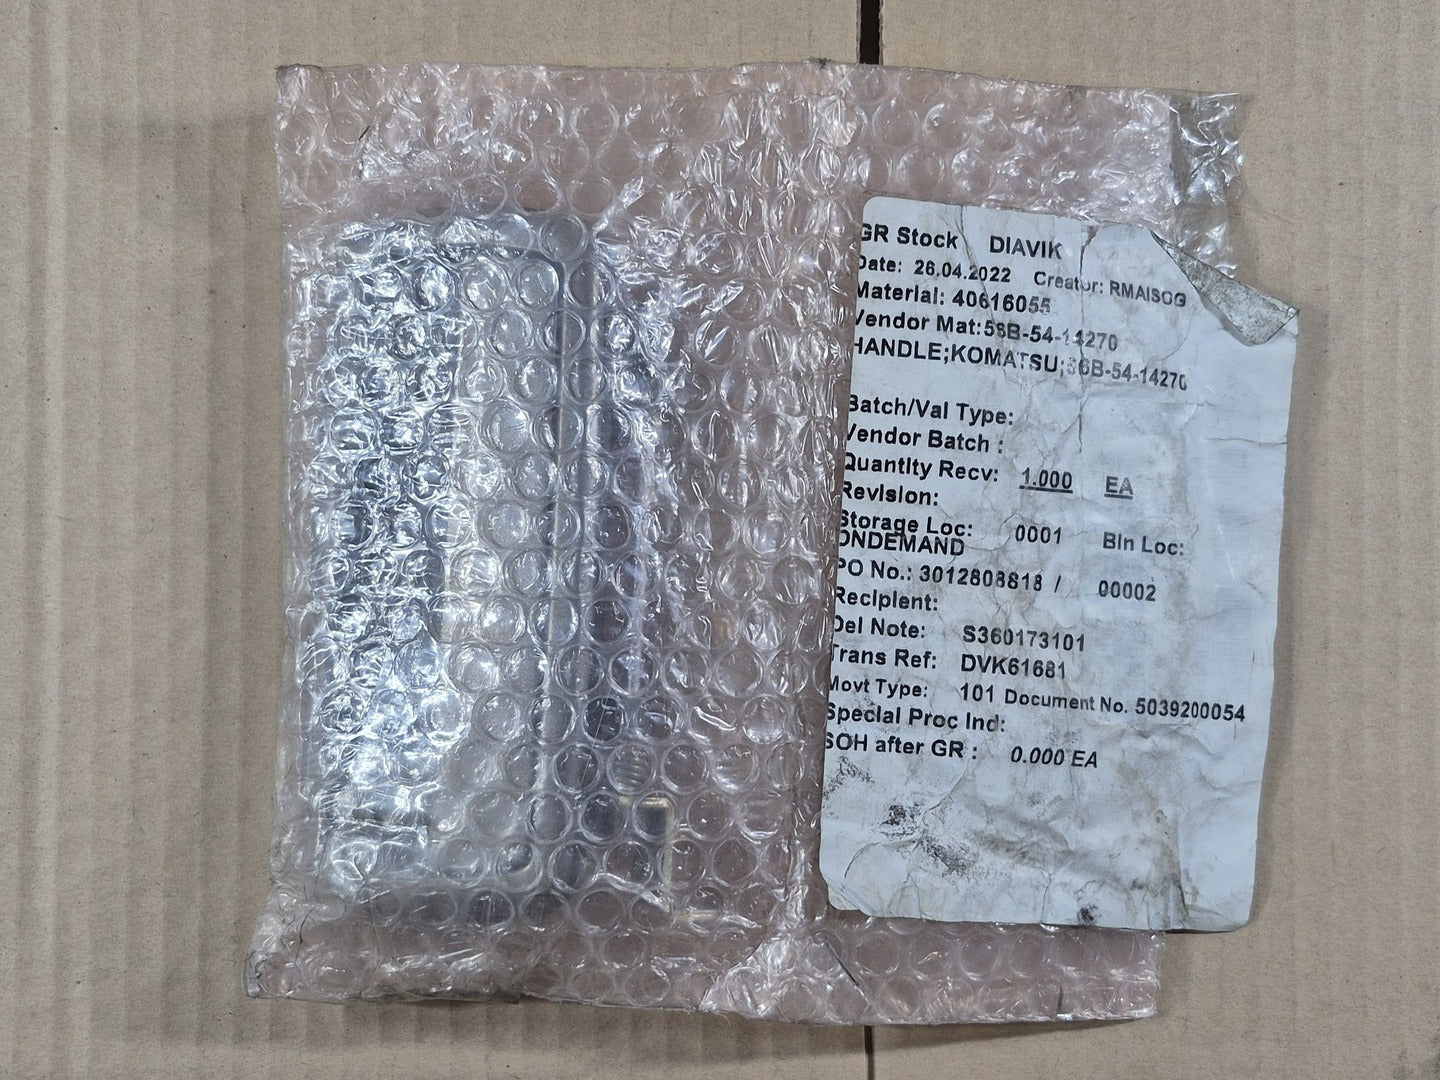 GR Stock DIAVIK
Date: 26.04.2022 Creator: RMAISOG
Material: 40616055
Vendor Mat:56B-54-14270
HANDLE;KOMATSU;56B-54-14270
Batch/Val Type:
Vendor Batch :
Quantity Recv: 1.000 EA
Revision:
Storage Loc: 0001 Bin Loc:
ONDEMAND
PO No.: 3012808818 / 00002
Recipient:
Del Note: S360173101
Trans Ref: DVK61681
Movt Type: 101 Document No. 5039200054
Special Proc Ind:
SOH after GR : 0.000 EA